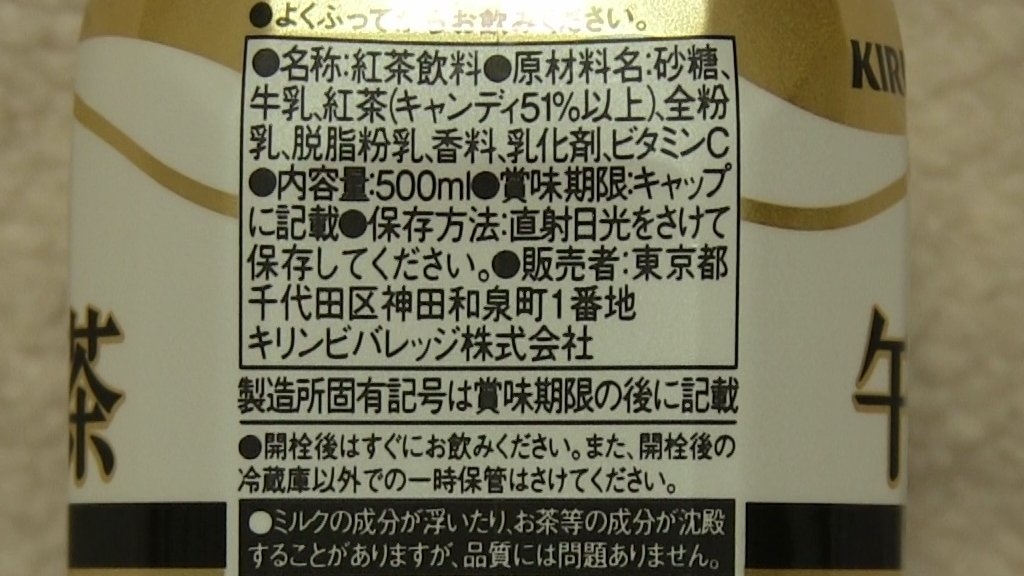 ●よくふってからお飲みください。
●名称:紅茶飲料●原材料名:砂糖、
牛乳、紅茶(キャンディ51%以上)、全粉
乳、脱脂粉乳、香料、乳化剤、ビタミンC
●内容量:500ml●賞味期限:キャップ
に記載●保存方法:直射日光をさけて
保存してください。●販売者:東京都
千代田区神田和泉町1番地
キリンビバレッジ株式会社
製造所固有記号は賞味期限の後に記載
●開栓後はすぐにお飲みください。また、開栓後の
冷蔵庫以外での一時保管はさけてください。
●ミルクの成分が浮いたり、お茶等の成分が沈殿
することがありますが、品質には問題ありません。
KIRI
茶
午